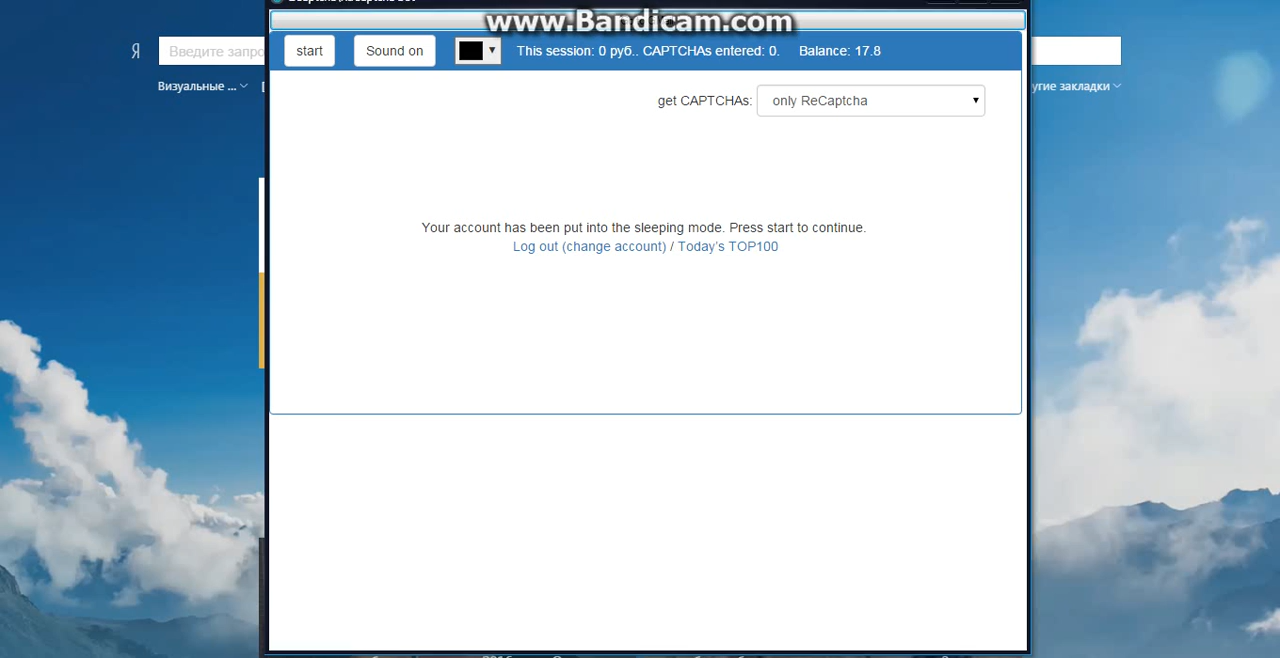 www.Bandicam.com
start
Sound on
This session: 0 руб.. CAPTCHAs entered: 0.
Balance: 17.8
Я
Введите запро
Визуальные ...
угие закладки
get CAPTCHAs:
only ReCaptcha
Your account has been put into the sleeping mode. Press start to continue.
Log out (change account) / Today's TOP100